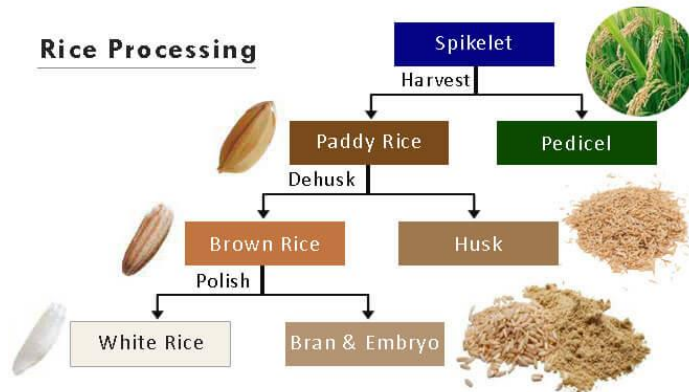 Rice Processing
Spikelet
Harvest
Paddy Rice
Pedicel
Dehusk
Brown Rice
Husk
Polish
White Rice
Bran & Embryo